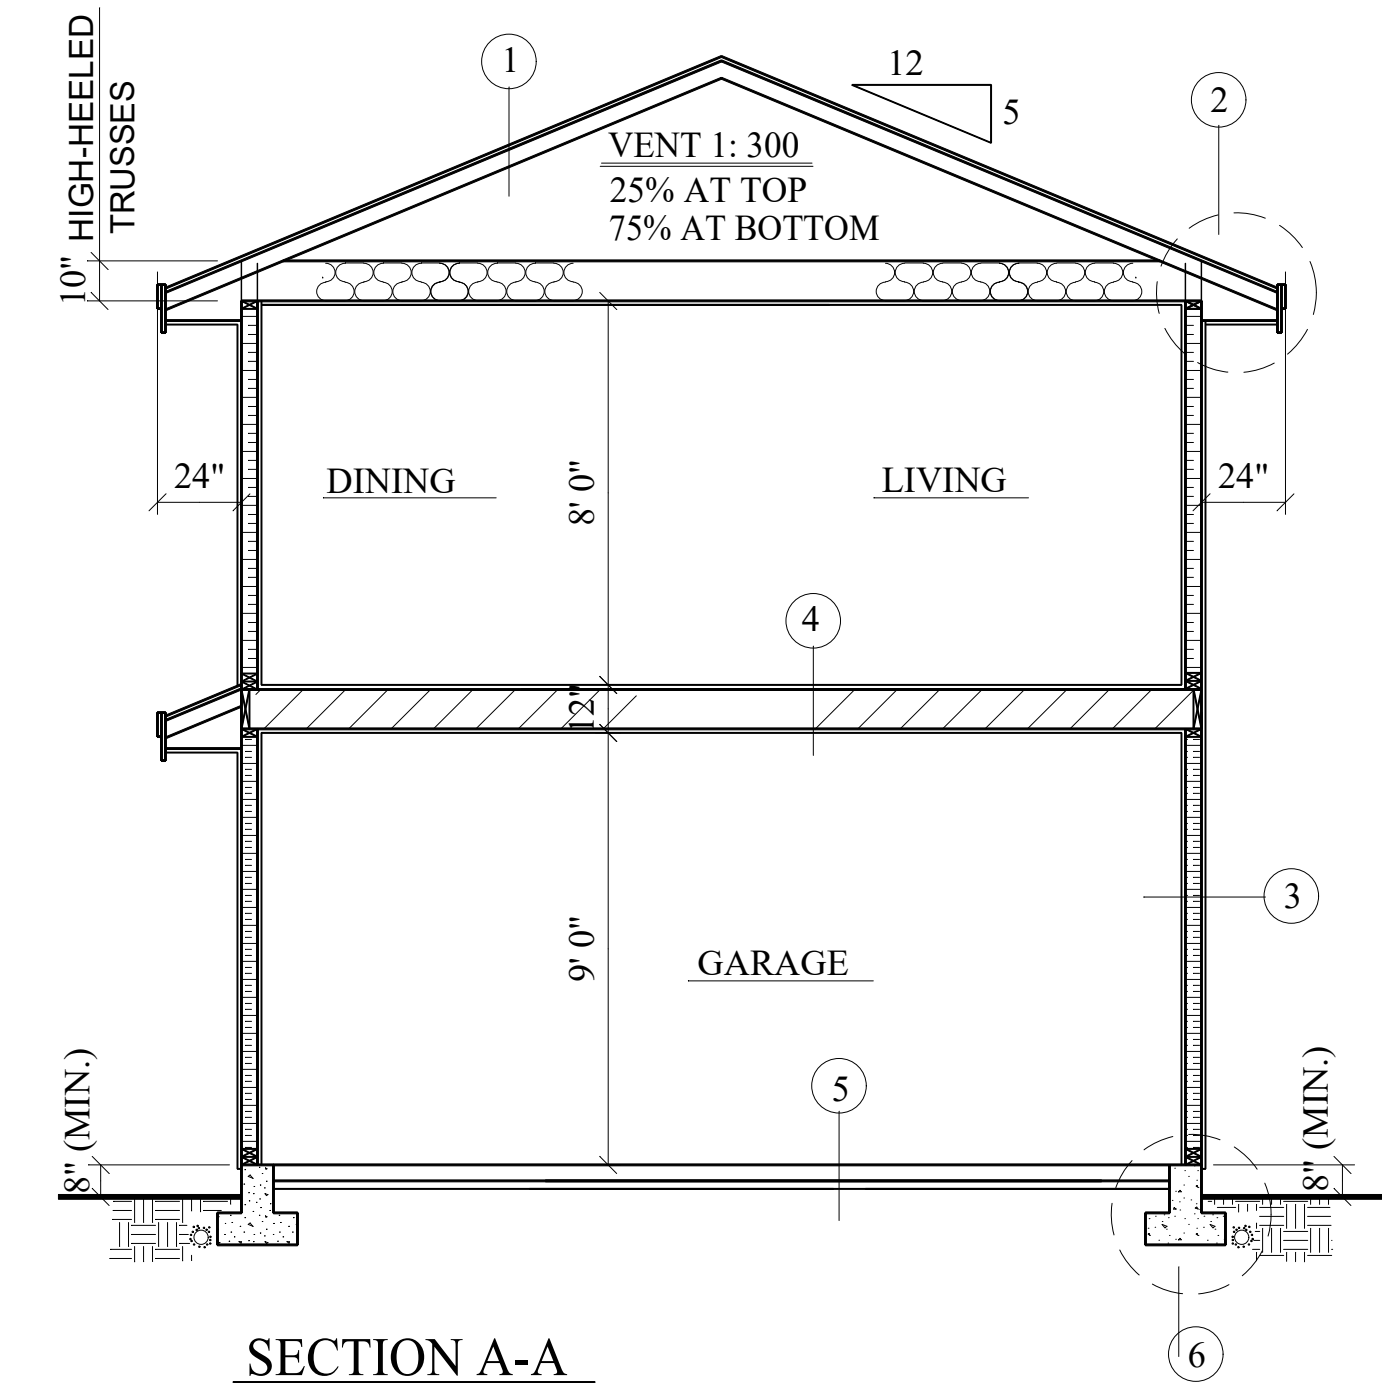 10" HIGH-HEELED
TRUSSES
1
12
5
2
VENT 1: 300
25% AT TOP
75% AT BOTTOM
24"
DINING
8' 0"
LIVING
24"
4
12"
3
9' 0"
GARAGE
5
8" (MIN.)
8" (MIN.)
6
SECTION A-A